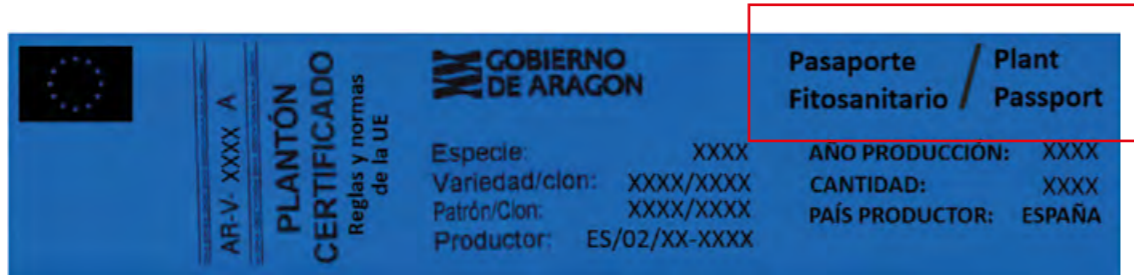 AR-V- XXXX A
PLANTÓN
CERTIFICADO
Reglas y normas
de la UE
GOBIERNO
DE ARAGON
Especie: XXXX
Variedad/clon: XXXX/XXXX
Patrón/Clon: XXXX/XXXX
Productor: ES/02/XX-XXXX
Pasaporte / Plant
Fitosanitario / Passport
AÑO PRODUCCIÓN: XXXX
CANTIDAD: XXXX
PAÍS PRODUCTOR: ESPAÑA